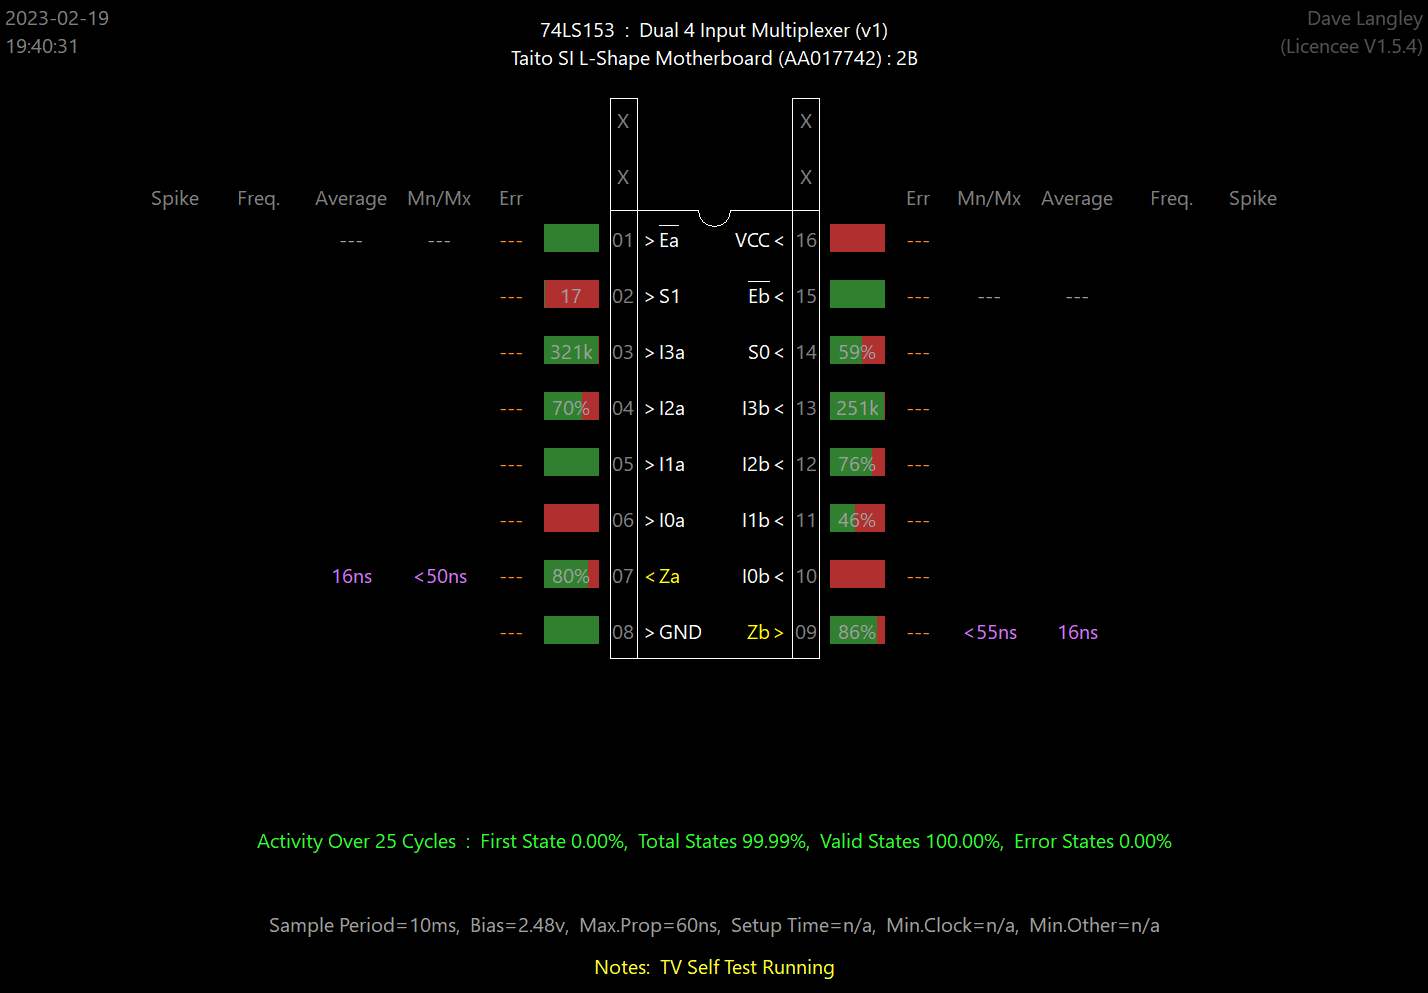 2023-02-19
19:40:31
74LS153 : Dual 4 Input Multiplexer (v1)
Taito SI L-Shape Motherboard (AA017742) : 2B
Dave Langley
(Licencee V1.5.4)
X X
X X
Spike Freq. Average Mn/Mx Err Err Mn/Mx Average Freq. Spike
--- --- --- 01 > Ea VCC < 16 ---
--- 17 02 > S1 Eb < 15 --- --- ---
--- 321k 03 > I3a S0 < 14 59% ---
--- 70% 04 > I2a I3b < 13 251k ---
--- 05 > I1a I2b < 12 76% ---
--- 06 > I0a I1b < 11 46% ---
16ns <50ns --- 80% 07 < Za I0b < 10 ---
--- 08 > GND Zb > 09 86% --- <55ns 16ns
Activity Over 25 Cycles : First State 0.00%, Total States 99.99%, Valid States 100.00%, Error States 0.00%
Sample Period=10ms, Bias=2.48v, Max.Prop=60ns, Setup Time=n/a, Min.Clock=n/a, Min.Other=n/a
Notes: TV Self Test Running